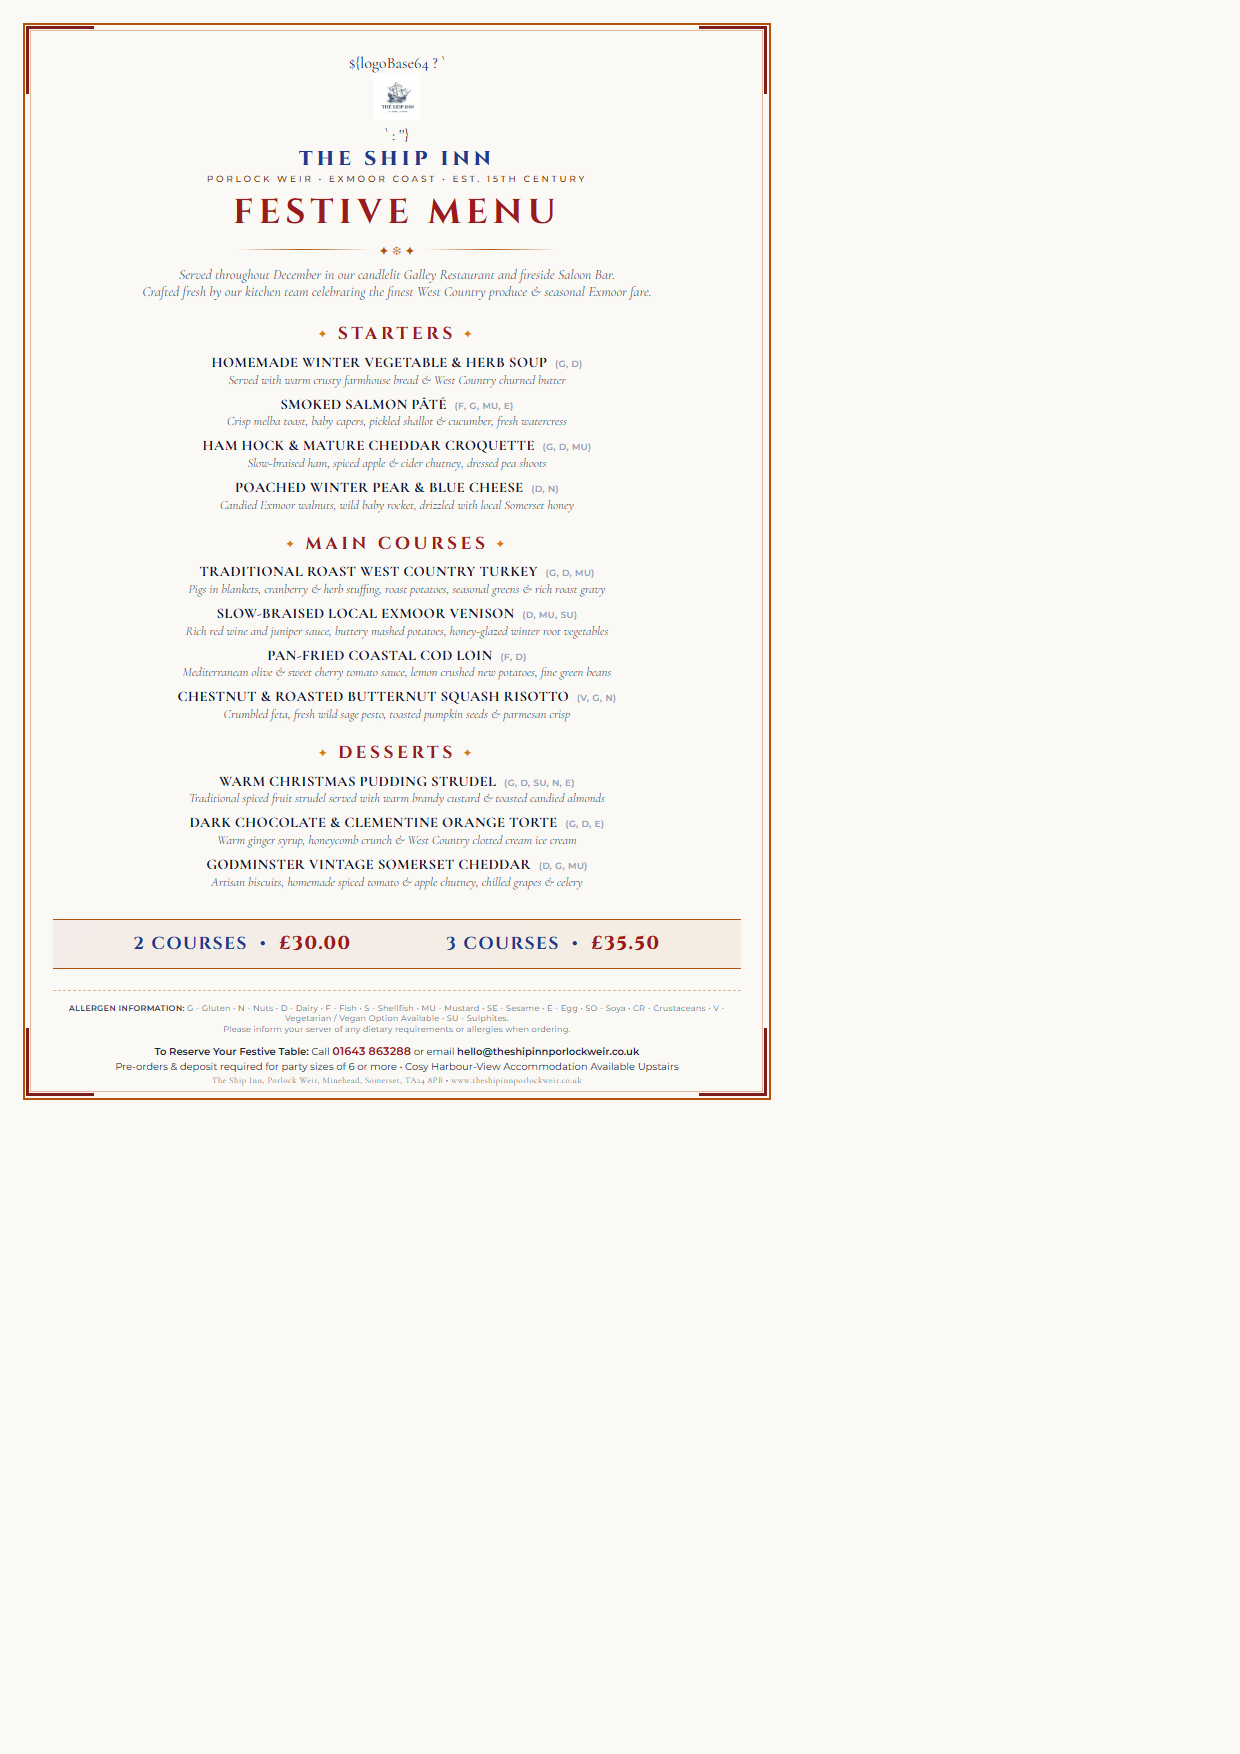 ${logoBase64 ? `
THE SHIP INN
` : ''}
THE SHIP INN
PORLOCK WEIR • EXMOOR COAST • EST. 15TH CENTURY
FESTIVE MENU
✦ ❄ ✦
Served throughout December in our candlelit Galley Restaurant and fireside Saloon Bar.
Crafted fresh by our kitchen team celebrating the finest West Country produce & seasonal Exmoor fare.
✦ STARTERS ✦
HOMEMADE WINTER VEGETABLE & HERB SOUP (G, D)
Served with warm crusty farmhouse bread & West Country churned butter
SMOKED SALMON PÂTÉ (F, G, MU, E)
Crisp melba toast, baby capers, pickled shallot & cucumber, fresh watercress
HAM HOCK & MATURE CHEDDAR CROQUETTE (G, D, MU)
Slow-braised ham, spiced apple & cider chutney, dressed pea shoots
POACHED WINTER PEAR & BLUE CHEESE (D, N)
Candied Exmoor walnuts, wild baby rocket, drizzled with local Somerset honey
✦ MAIN COURSES ✦
TRADITIONAL ROAST WEST COUNTRY TURKEY (G, D, MU)
Pigs in blankets, cranberry & herb stuffing, roast potatoes, seasonal greens & rich roast gravy
SLOW-BRAISED LOCAL EXMOOR VENISON (D, MU, SU)
Rich red wine and juniper sauce, buttery mashed potatoes, honey-glazed winter root vegetables
PAN-FRIED COASTAL COD LOIN (F, D)
Mediterranean olive & sweet cherry tomato sauce, lemon crushed new potatoes, fine green beans
CHESTNUT & ROASTED BUTTERNUT SQUASH RISOTTO (V, G, N)
Crumbled feta, fresh wild sage pesto, toasted pumpkin seeds & parmesan crisp
✦ DESSERTS ✦
WARM CHRISTMAS PUDDING STRUDEL (G, D, SU, N, E)
Traditional spiced fruit strudel served with warm brandy custard & toasted candied almonds
DARK CHOCOLATE & CLEMENTINE ORANGE TORTE (G, D, E)
Warm ginger syrup, honeycomb crunch & West Country clotted cream ice cream
GODMINSTER VINTAGE SOMERSET CHEDDAR (D, G, MU)
Artisan biscuits, homemade spiced tomato & apple chutney, chilled grapes & celery
2 COURSES • £30.00 3 COURSES • £35.50
ALLERGEN INFORMATION: G - Gluten • N - Nuts • D - Dairy • F - Fish • S - Shellfish • MU - Mustard • SE - Sesame • E - Egg • SO - Soya • CR - Crustaceans • V -
Vegetarian / Vegan Option Available • SU - Sulphites.
Please inform your server of any dietary requirements or allergies when ordering.
To Reserve Your Festive Table: Call 01643 863288 or email hello@theshipinnporlockweir.co.uk
Pre-orders & deposit required for party sizes of 6 or more • Cosy Harbour-View Accommodation Available Upstairs
The Ship Inn, Porlock Weir, Minehead, Somerset, TA24 8PB • www.theshipinnporlockweir.co.uk